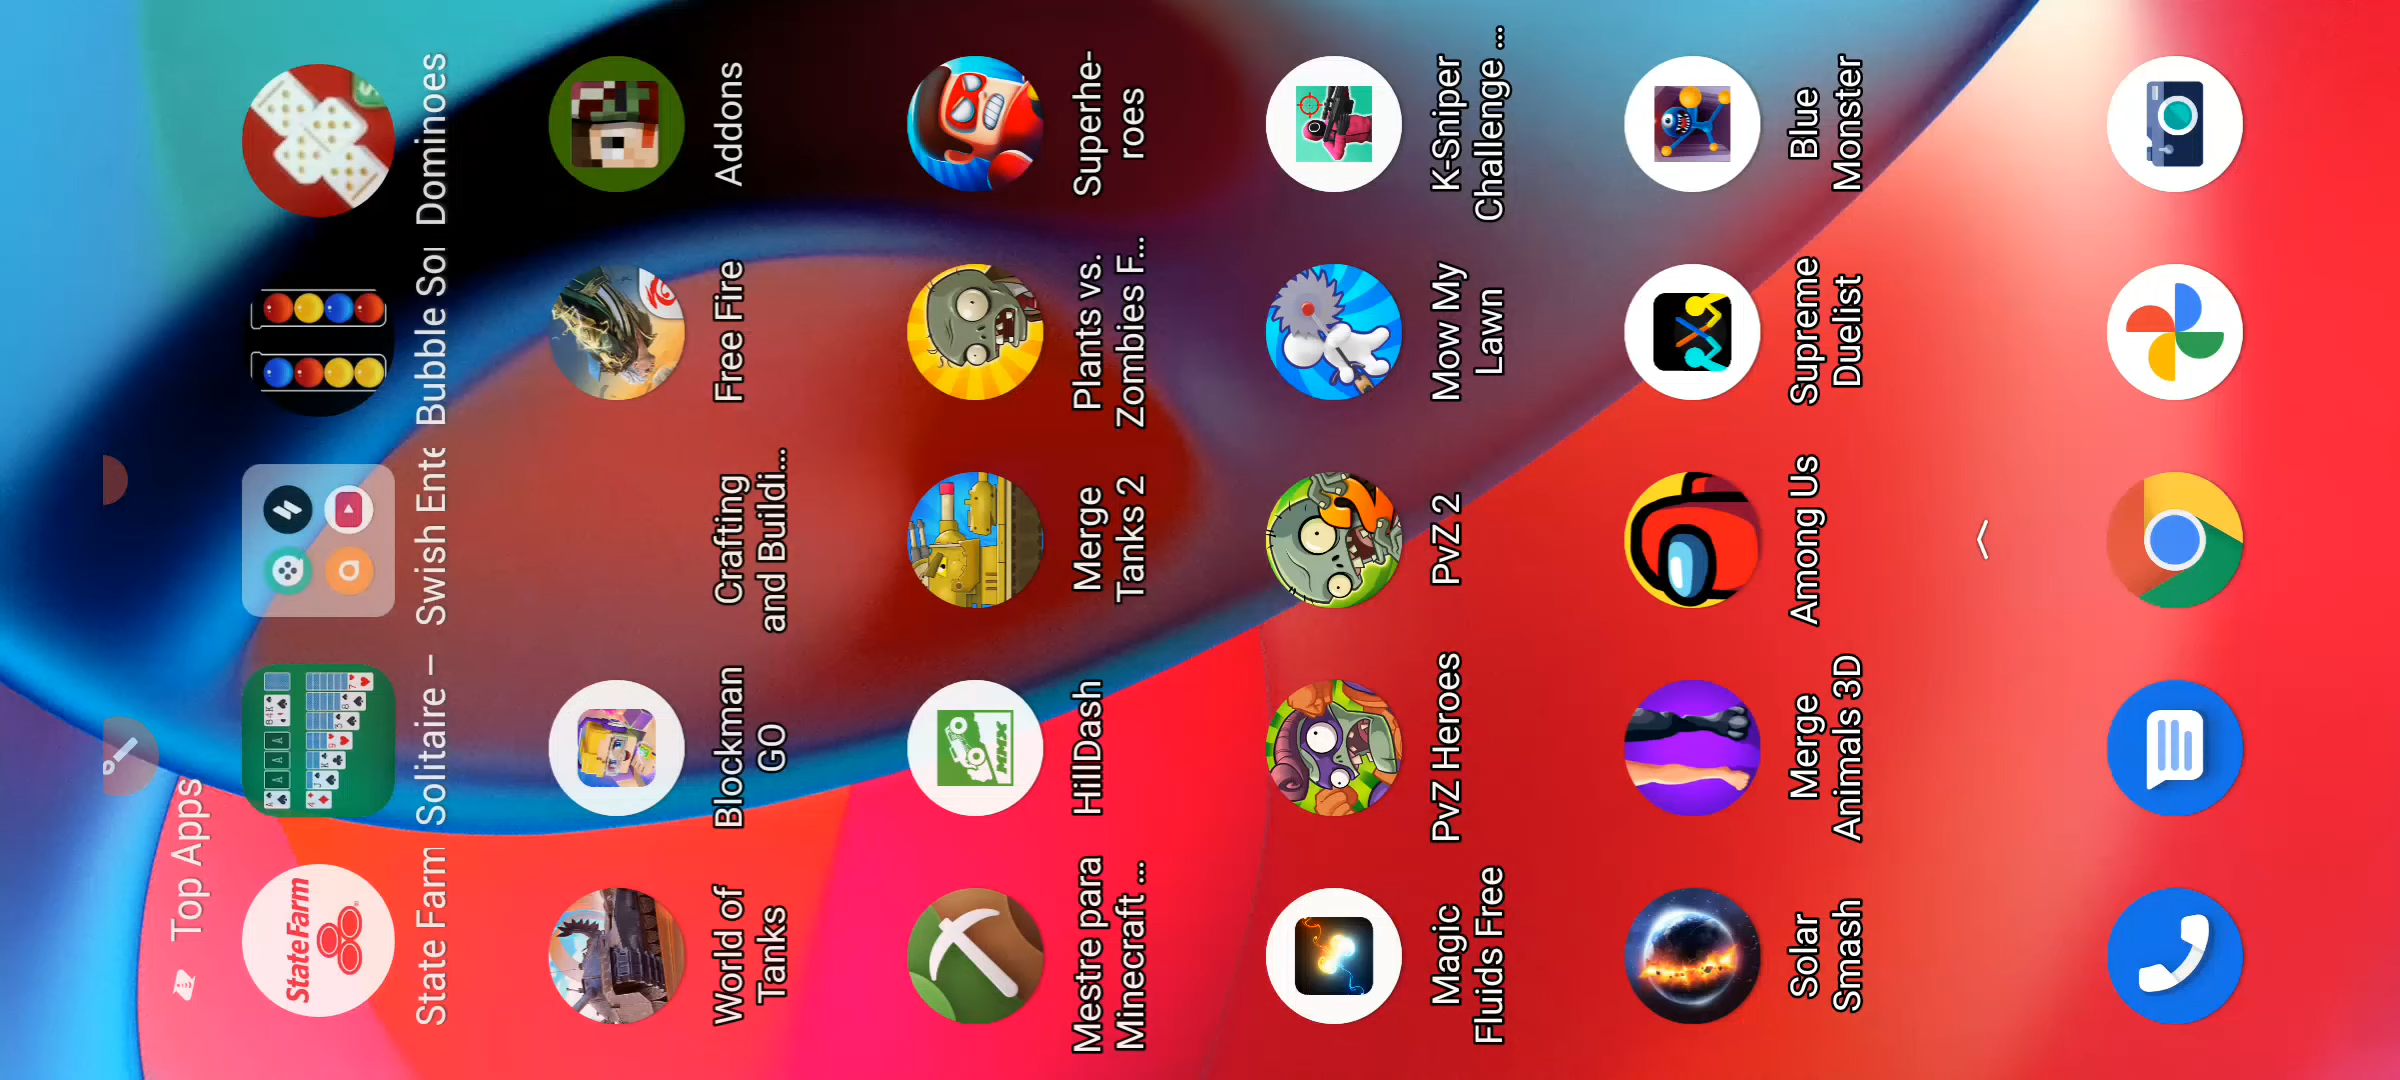 Top Apps
StateFarm
State Farm
Solitaire –
Swish Ente
Bubble Sor
Dominoes
World of
Tanks
Blockman
GO
Crafting
and Buildi...
Free Fire
Addons
Mestre para
Minecraft ...
MMX
HillDash
Merge
Tanks 2
Plants vs.
Zombies F...
Superhe-
roes
Magic
Fluids Free
PvZ Heroes
PvZ 2
Mow My
Lawn
K-Sniper
Challenge ...
Solar
Smash
Merge
Animals 3D
Among Us
Supreme
Duelist
Blue
Monster